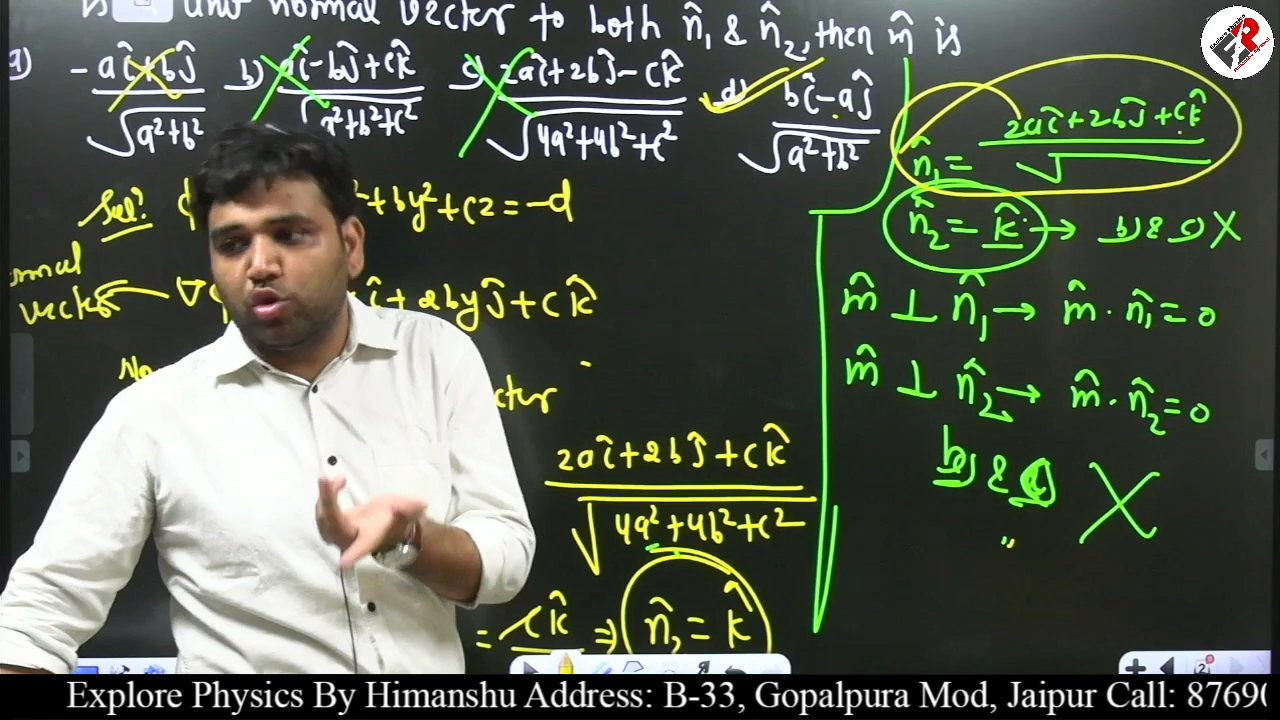 unit normal vector to both n̂₁ & n̂₂, then m̂ is
a) -aî+bĵ / √a²+b² b) aî-bĵ+ck̂ / √a²+b²+c² c) 2aî+2bĵ-ck̂ / √4a²+4b²+c² d) bî-aĵ / √a²+b²
Sol?
²+by²+cz = -d
vector
î + 2byĵ + ck̂
2aî+2bĵ+ck̂ / √4a²+4b²+c²
= ck̂ ⇒ n̂₂ = k̂
n̂₁ = 2aî+2bĵ+ck̂ / √
n̂₂ = k̂ → b) & c) X
m̂ ⊥ n̂₁ → m̂ · n̂₁ = 0
m̂ ⊥ n̂₂ → m̂ · n̂₂ = 0
b) & c) X
Explore Physics By Himanshu Address: B-33, Gopalpura Mod, Jaipur Call: 8769